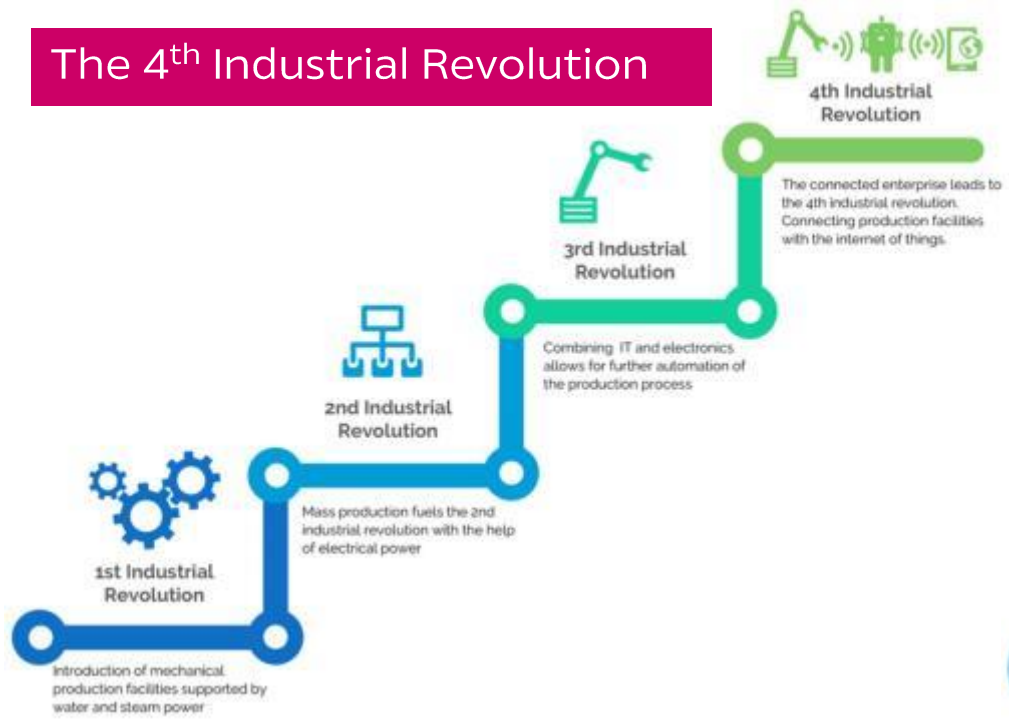 The 4th Industrial Revolution
4th Industrial
Revolution
The connected enterprise leads to
the 4th industrial revolution.
Connecting production facilities
with the internet of things.
3rd Industrial
Revolution
Combining IT and electronics
allows for further automation of
the production process
2nd Industrial
Revolution
Mass production fuels the 2nd
industrial revolution with the help
of electrical power
1st Industrial
Revolution
Introduction of mechanical
production facilities supported by
water and steam power